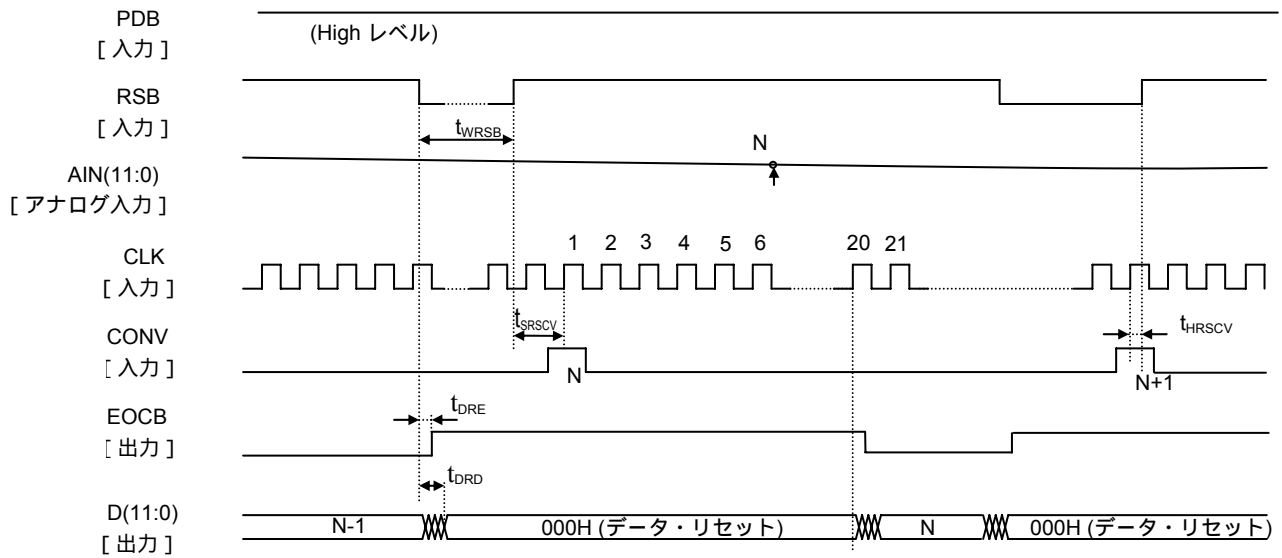 PDB
[ 入力 ]
(High レベル)
RSB
[ 入力 ]
tWRSB
N
AIN(11:0)
[ アナログ入力 ]
CLK
[ 入力 ]
1 2 3 4 5 6 20 21
tSRSCV
tHRSCV
CONV
[ 入力 ]
N
N+1
EOCB
[ 出力 ]
tDRE
tDRD
D(11:0)
[ 出力 ]
N-1 000H (データ・リセット) N 000H (データ・リセット)